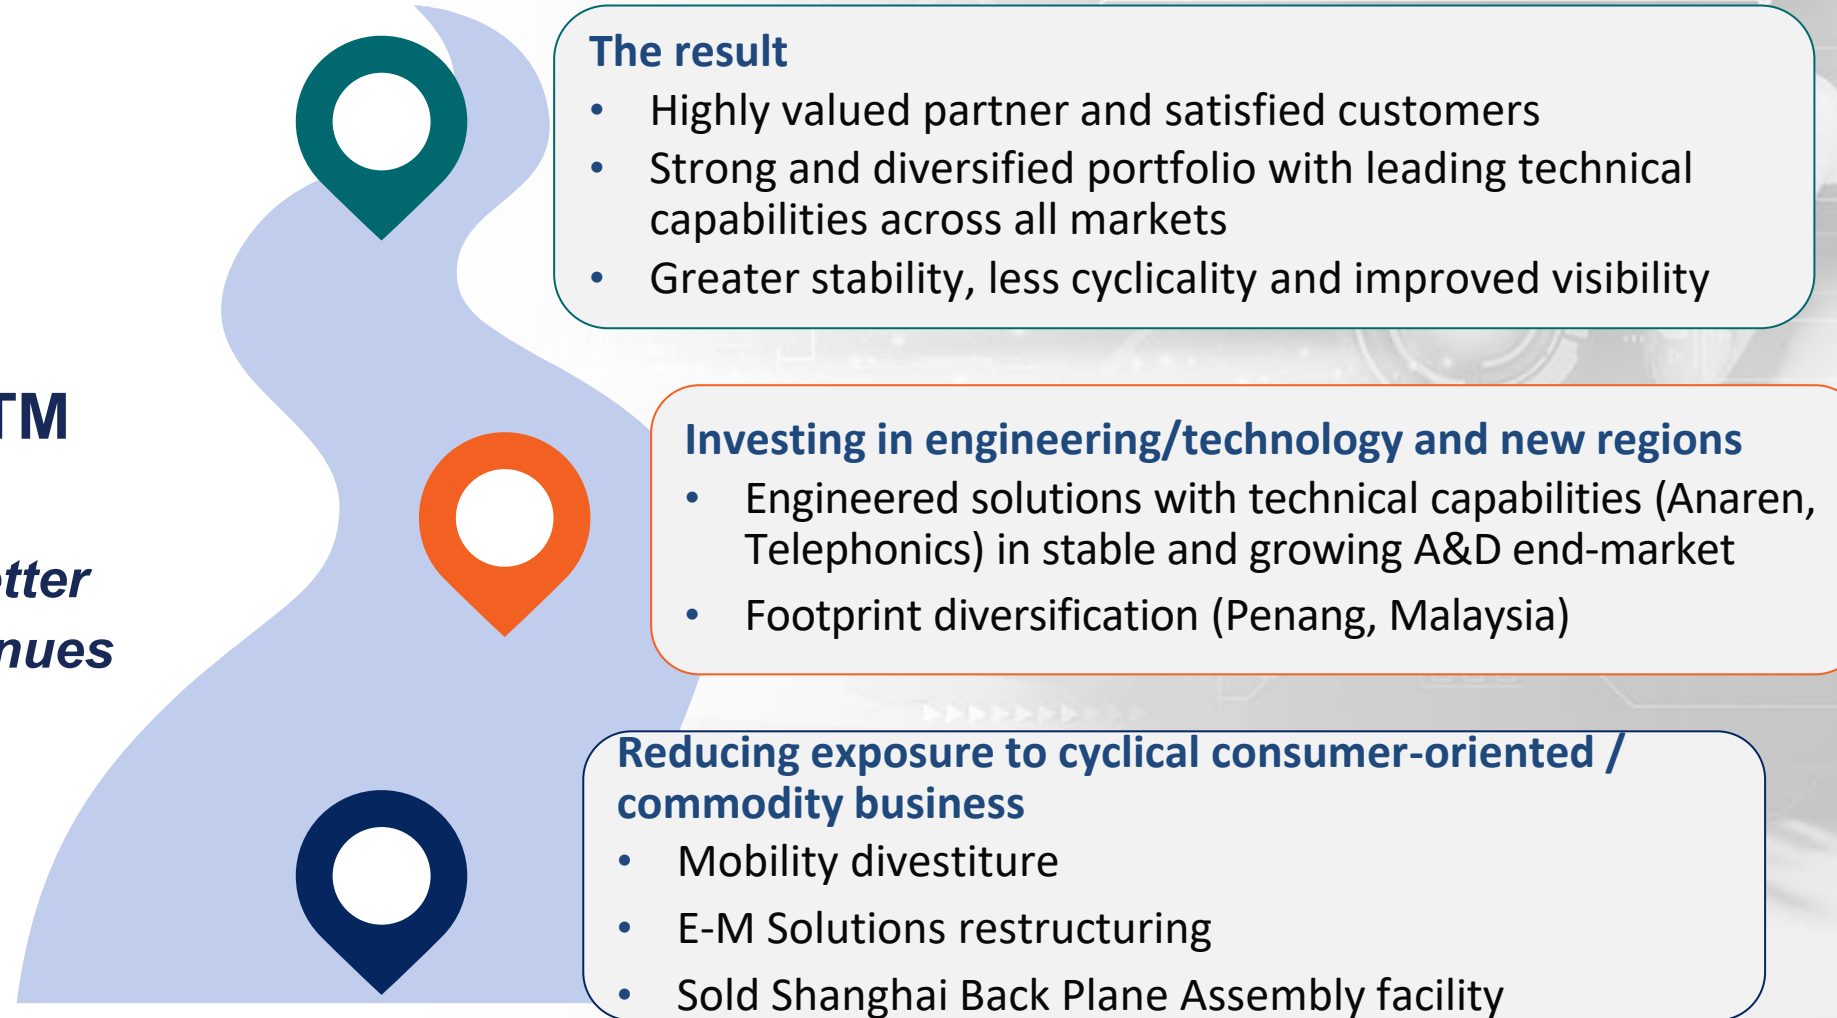 TM
etter
nues
The result
• Highly valued partner and satisfied customers
• Strong and diversified portfolio with leading technical
capabilities across all markets
• Greater stability, less cyclicality and improved visibility
Investing in engineering/technology and new regions
• Engineered solutions with technical capabilities (Anaren,
Telephonics) in stable and growing A&D end-market
• Footprint diversification (Penang, Malaysia)
Reducing exposure to cyclical consumer-oriented /
commodity business
• Mobility divestiture
• E-M Solutions restructuring
• Sold Shanghai Back Plane Assembly facility